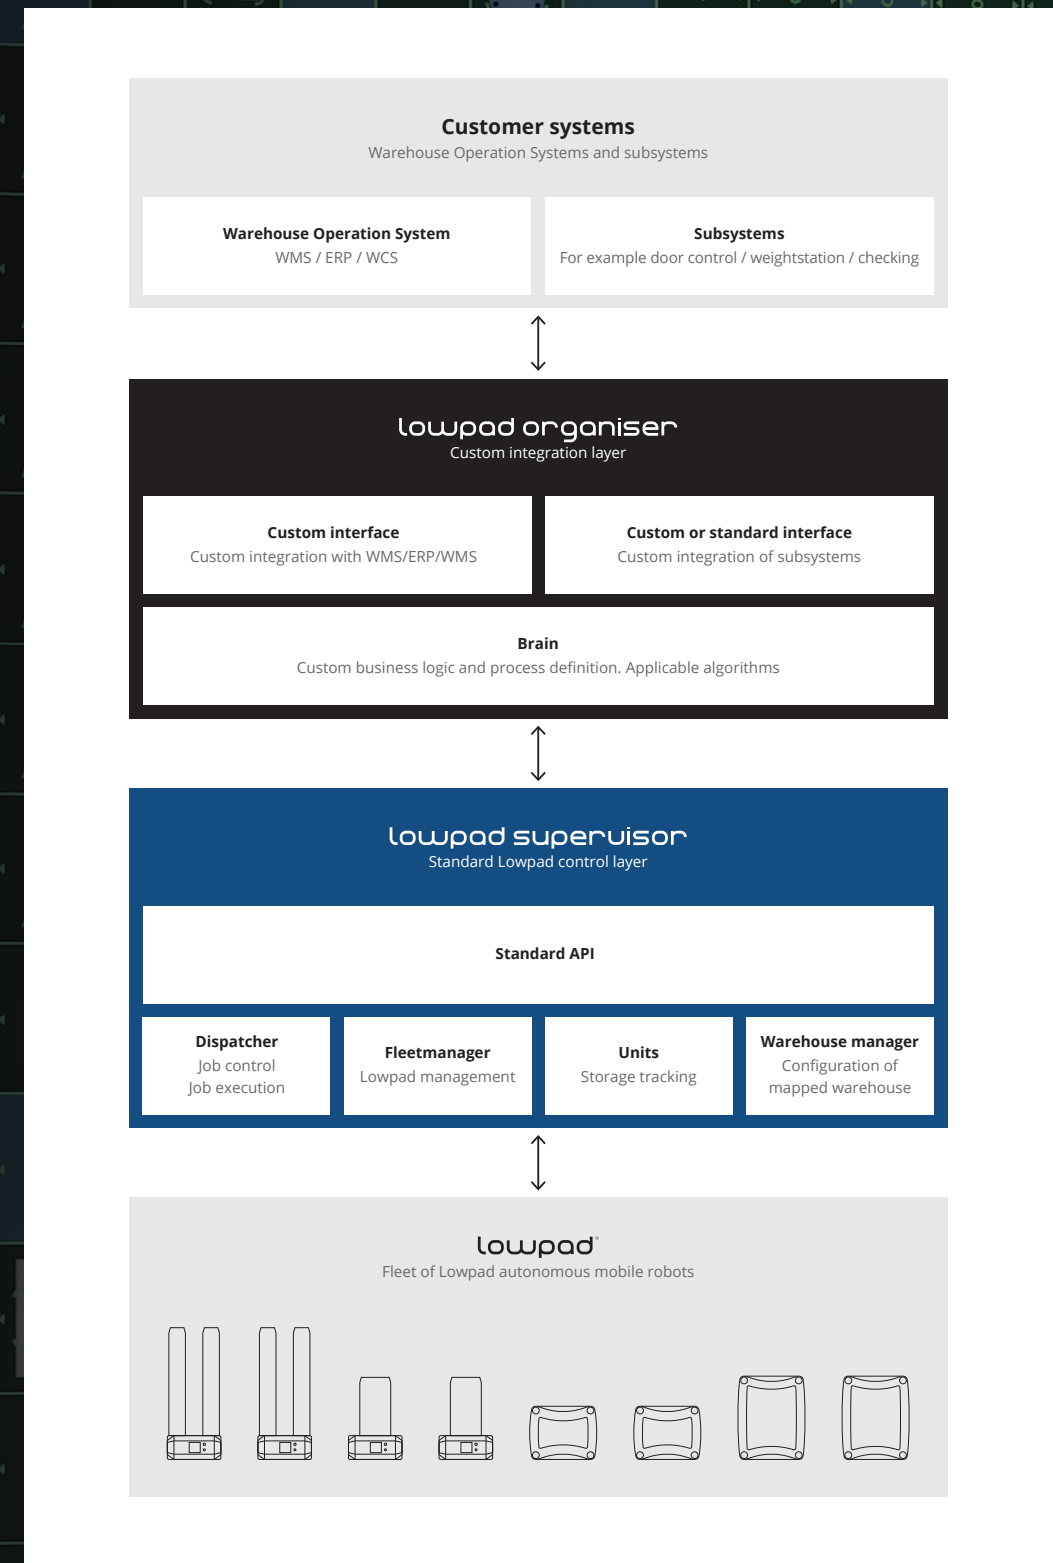 Customer systems
Warehouse Operation Systems and subsystems
Warehouse Operation System
WMS / ERP / WCS
Subsystems
For example door control / weightstation / checking
lowpad organiser
Custom integration layer
Custom interface
Custom integration with WMS/ERP/WMS
Custom or standard interface
Custom integration of subsystems
Brain
Custom business logic and process definition. Applicable algorithms
lowpad supervisor
Standard Lowpad control layer
Standard API
Dispatcher
Job control
Job execution
Fleetmanager
Lowpad management
Units
Storage tracking
Warehouse manager
Configuration of
mapped warehouse
lowpad®
Fleet of Lowpad autonomous mobile robots